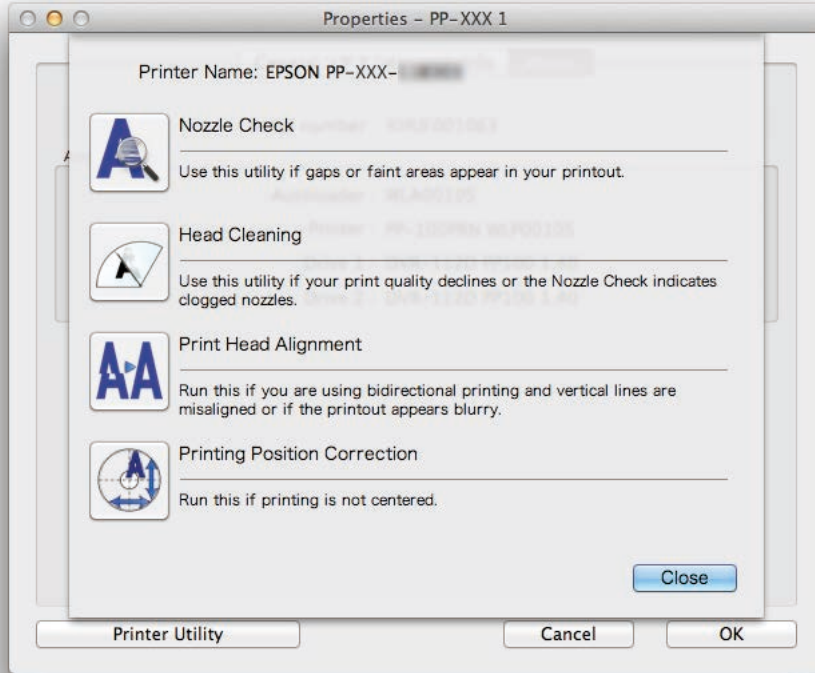 Properties - PP-XXX 1
Printer Name: EPSON PP-XXX-
Nozzle Check
Use this utility if gaps or faint areas appear in your printout.
Head Cleaning
Use this utility if your print quality declines or the Nozzle Check indicates
clogged nozzles.
Print Head Alignment
Run this if you are using bidirectional printing and vertical lines are
misaligned or if the printout appears blurry.
Printing Position Correction
Run this if printing is not centered.
Close
Printer Utility
Cancel
OK